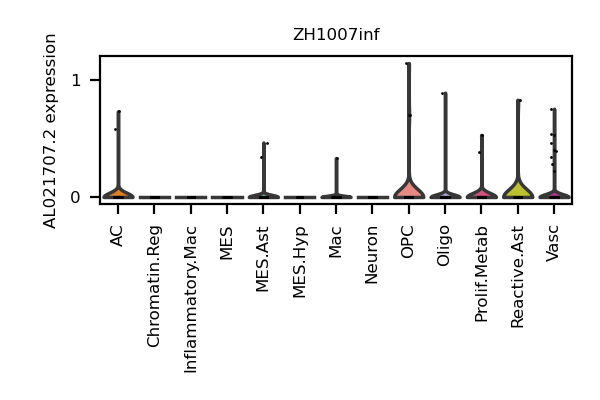 ZH1007inf
AL021707.2 expression
1
0
AC
Chromatin.Reg
Inflammatory.Mac
MES
MES.Ast
MES.Hyp
Mac
Neuron
OPC
Oligo
Prolif.Metab
Reactive.Ast
Vasc